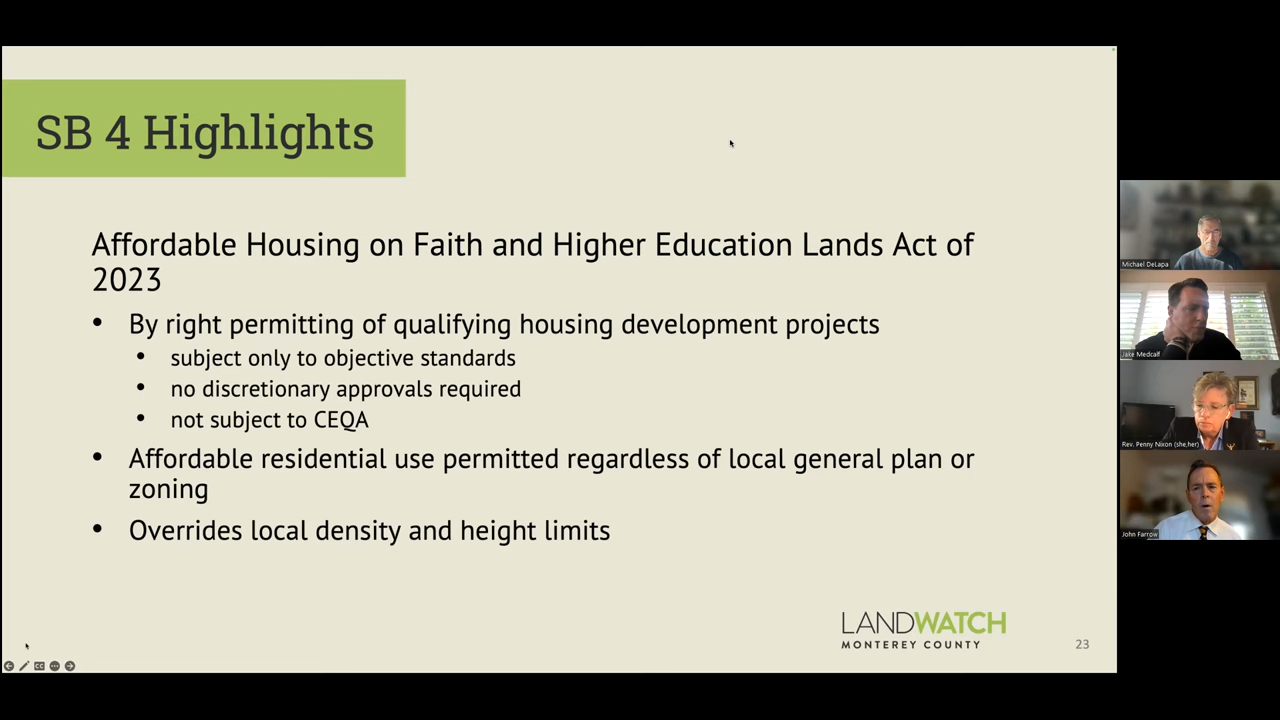 SB 4 Highlights
Affordable Housing on Faith and Higher Education Lands Act of
2023
• By right permitting of qualifying housing development projects
• subject only to objective standards
• no discretionary approvals required
• not subject to CEQA
• Affordable residential use permitted regardless of local general plan or
zoning
• Overrides local density and height limits
LANDWATCH
MONTEREY COUNTY
23
Michael DeLapa
Jake Medcalf
Rev. Penny Nixon (she,her)
John Farrow